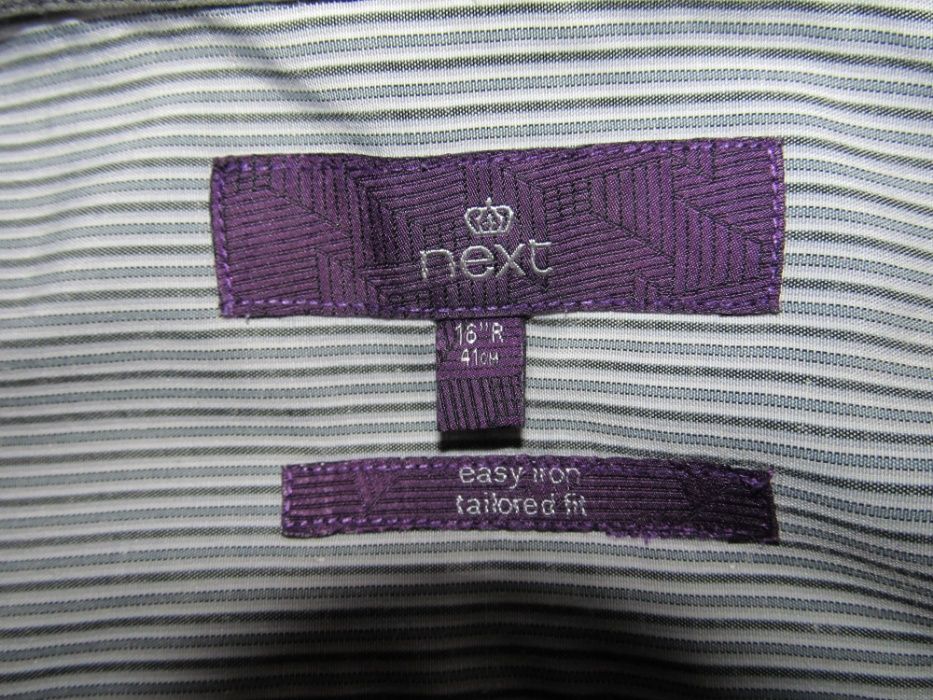 next
16"R
41CM
easy iron
tailored fit